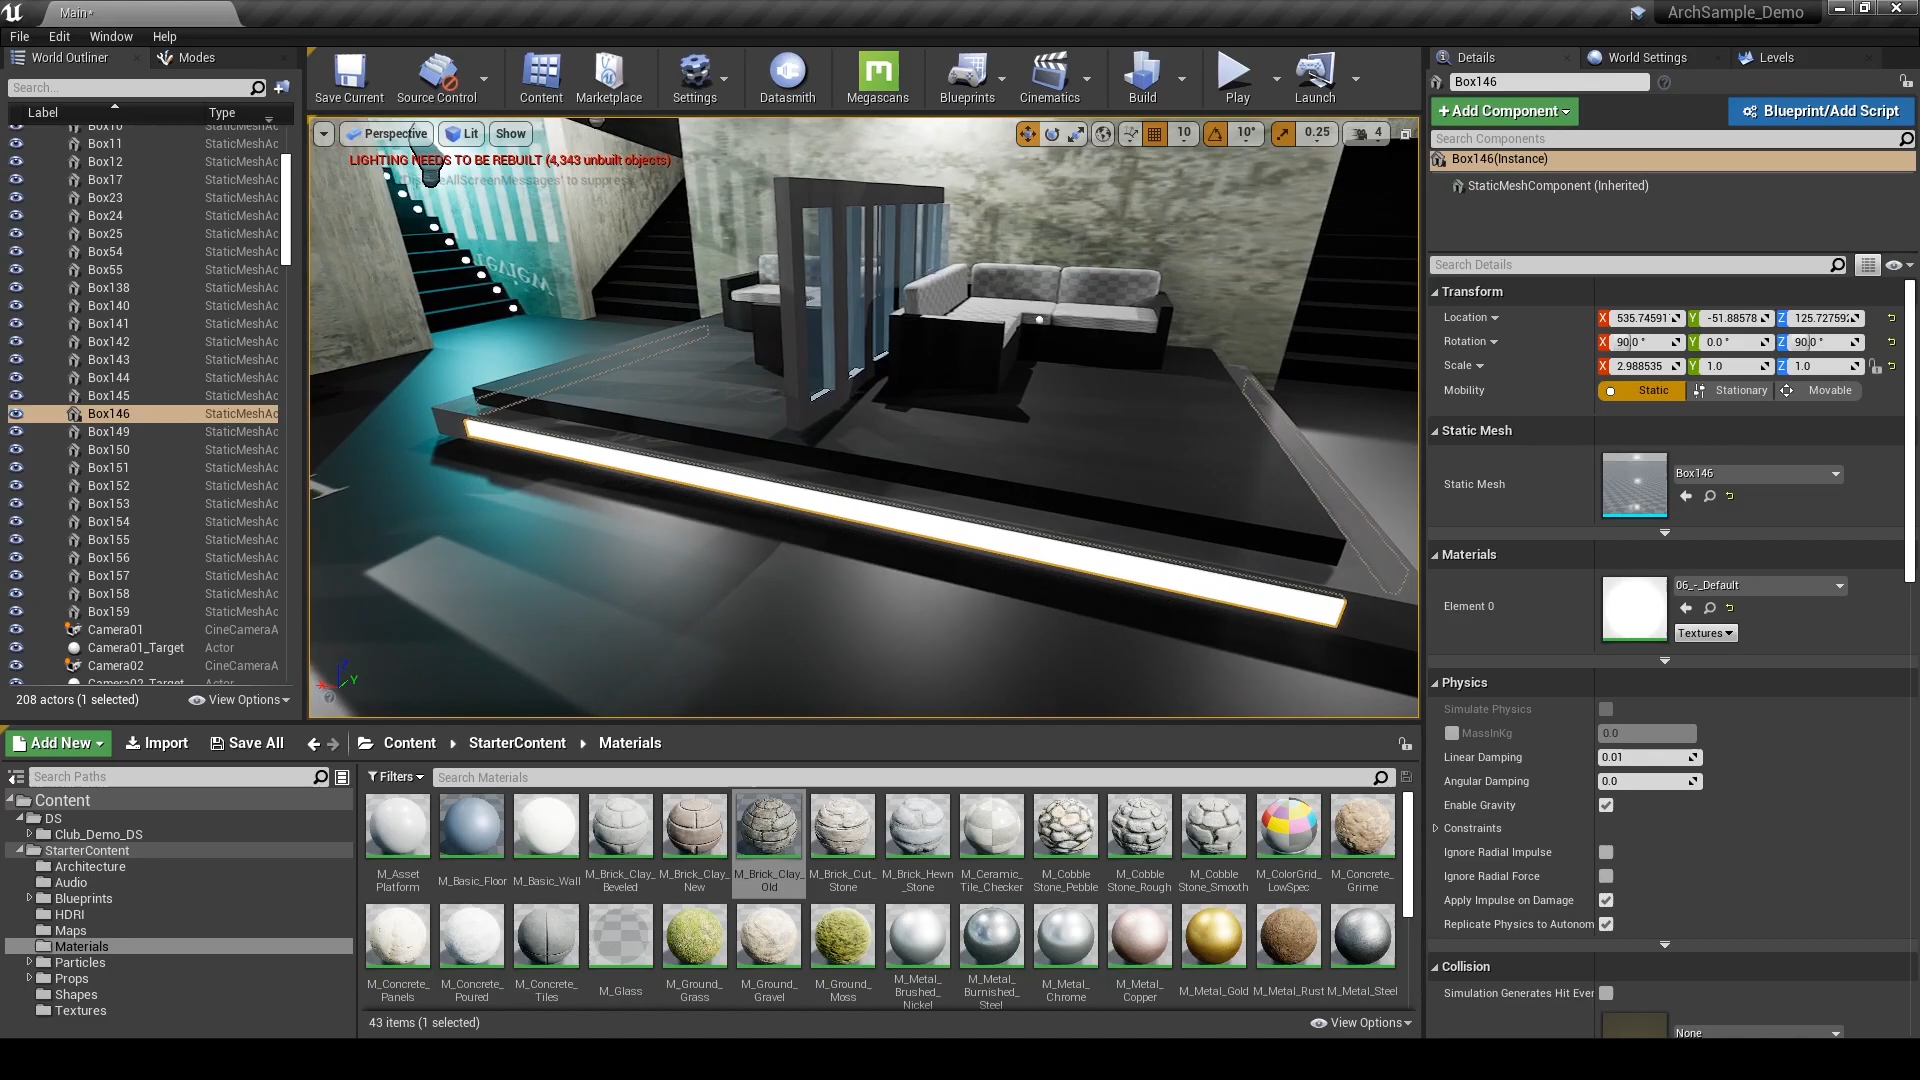 Main*
ArchSample_Demo
File Edit Window Help
World Outliner
Modes
Search...
Label Type
Box10 StaticMeshAc
Box11 StaticMeshAc
Box12 StaticMeshAc
Box17 StaticMeshAc
Box23 StaticMeshAc
Box24 StaticMeshAc
Box25 StaticMeshAc
Box54 StaticMeshAc
Box55 StaticMeshAc
Box138 StaticMeshAc
Box140 StaticMeshAc
Box141 StaticMeshAc
Box142 StaticMeshAc
Box143 StaticMeshAc
Box144 StaticMeshAc
Box145 StaticMeshAc
Box146 StaticMeshAc
Box149 StaticMeshAc
Box150 StaticMeshAc
Box151 StaticMeshAc
Box152 StaticMeshAc
Box153 StaticMeshAc
Box154 StaticMeshAc
Box155 StaticMeshAc
Box156 StaticMeshAc
Box157 StaticMeshAc
Box158 StaticMeshAc
Box159 StaticMeshAc
Camera01 CineCameraA
Camera01_Target Actor
Camera02 CineCameraA
Camera02_Target Actor
208 actors (1 selected)
View Options
Save Current
Source Control
Content
Marketplace
Settings
Datasmith
Megascans
Blueprints
Cinematics
Build
Play
Launch
Perspective
Lit
Show
10
10°
0.25
4
LIGHTING NEEDS TO BE REBUILT (4,343 unbuilt objects)
AllScreenMessages' to suppress
Z
Y
Details
World Settings
Levels
Box146
+Add Component
Blueprint/Add Script
Search Components
Box146(Instance)
StaticMeshComponent (Inherited)
Search Details
Transform
Location X 535.74591 Y -51.88578 Z 125.727592
Rotation X 90.0 ° Y 0.0 ° Z 90.0 °
Scale X 2.988535 Y 1.0 Z 1.0
Mobility Static Stationary Movable
Static Mesh
Static Mesh
Box146
Materials
Element 0
06_-_Default
Textures
Physics
Simulate Physics
MassInKg 0.0
Linear Damping 0.01
Angular Damping 0.0
Enable Gravity
Constraints
Ignore Radial Impulse
Ignore Radial Force
Apply Impulse on Damage
Replicate Physics to Autonom
Collision
Simulation Generates Hit Ever
None
Add New
Import
Save All
Content
StarterContent
Materials
Search Paths
Content
DS
Club_Demo_DS
StarterContent
Architecture
Audio
Blueprints
HDRI
Maps
Materials
Particles
Props
Shapes
Textures
Filters
Search Materials
M_Asset
Platform
M_Basic_Floor
M_Basic_Wall
M_Brick_Clay_
Beveled
M_Brick_Clay_
New
M_Brick_Clay_
Old
M_Brick_Cut_
Stone
M_Brick_Hewn_
Stone
M_Ceramic_
Tile_Checker
M_Cobble
Stone_Pebble
M_Cobble
Stone_Rough
M_Cobble
Stone_Smooth
M_ColorGrid_
LowSpec
M_Concrete_
Grime
M_Concrete_
Panels
M_Concrete_
Poured
M_Concrete_
Tiles
M_Glass
M_Ground_
Grass
M_Ground_
Gravel
M_Ground_
Moss
M_Metal_
Brushed_
Nickel
M_Metal_
Burnished_
Steel
M_Metal_
Chrome
M_Metal_
Copper
M_Metal_Gold
M_Metal_Rust
M_Metal_Steel
43 items (1 selected)
View Options